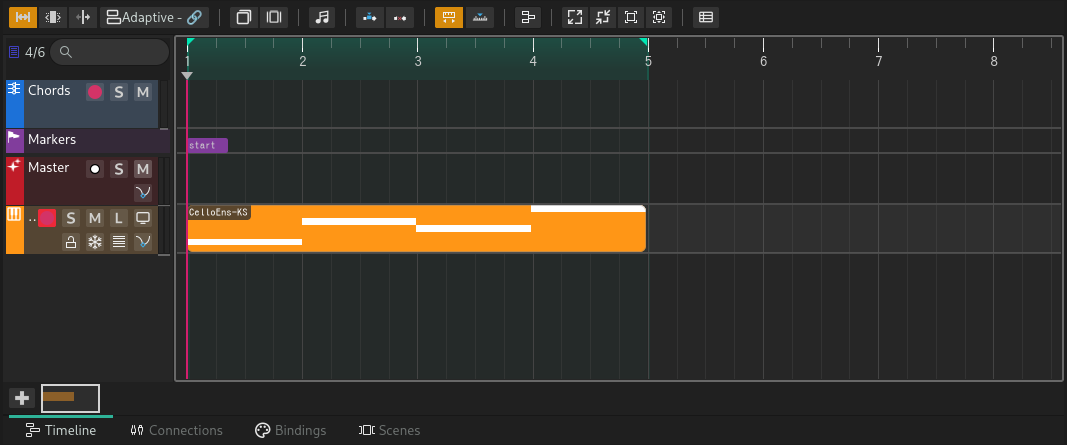 Adaptive -
4/6
1 2 3 4 5 6 7 8
Chords S M
Markers
start
Master S M
.. S M L
CelloEns-KS
Timeline Connections Bindings Scenes